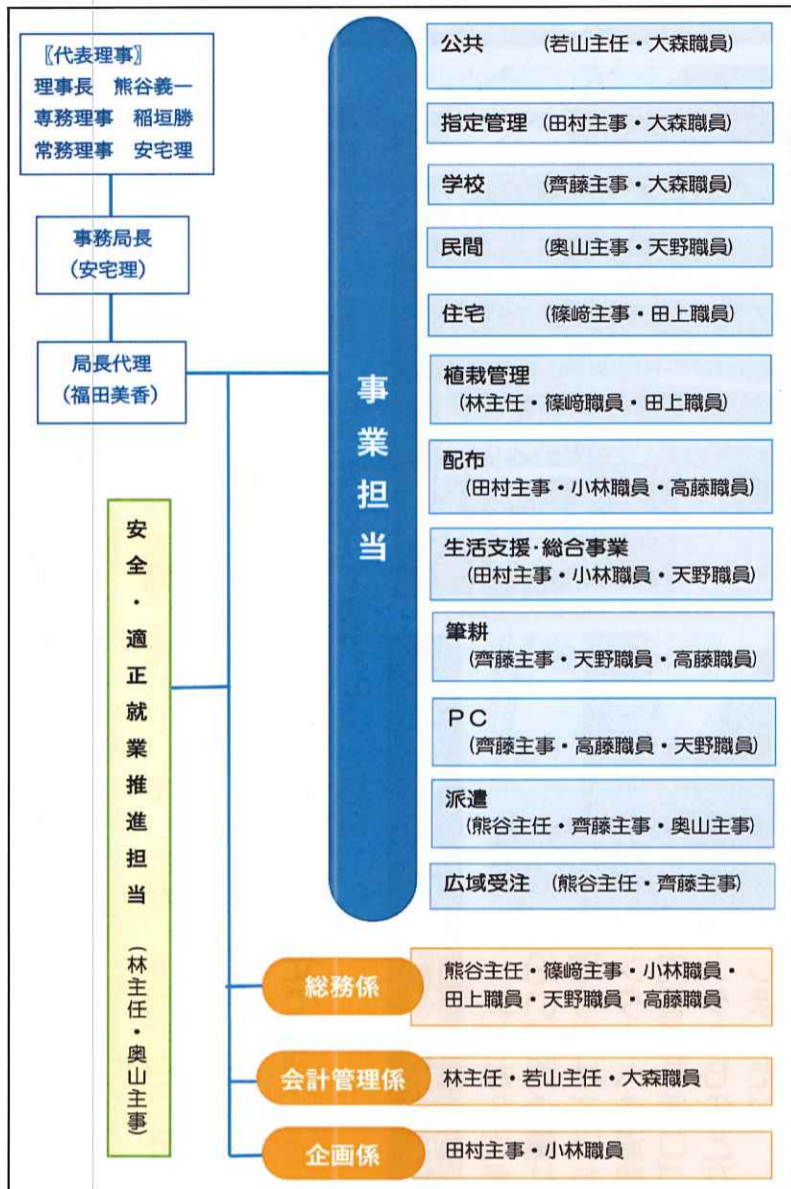 〖代表理事〗
理事長 熊谷義一
専務理事 稲垣勝
常務理事 安宅理
事務局長
(安宅理)
局長代理
(福田美香)
安全・適正就業推進担当 (林主任・奥山主事)
事業担当
公共 (若山主任・大森職員)
指定管理 (田村主事・大森職員)
学校 (齊藤主事・大森職員)
民間 (奥山主事・天野職員)
住宅 (篠﨑主事・田上職員)
植栽管理
(林主任・篠﨑職員・田上職員)
配布
(田村主事・小林職員・高藤職員)
生活支援・総合事業
(田村主事・小林職員・天野職員)
筆耕
(齊藤主事・天野職員・高藤職員)
PC
(齊藤主事・高藤職員・天野職員)
派遣
(熊谷主任・齊藤主事・奥山主事)
広域受注 (熊谷主任・齊藤主事)
総務係
熊谷主任・篠﨑主事・小林職員・
田上職員・天野職員・高藤職員
会計管理係
林主任・若山主任・大森職員
企画係
田村主事・小林職員